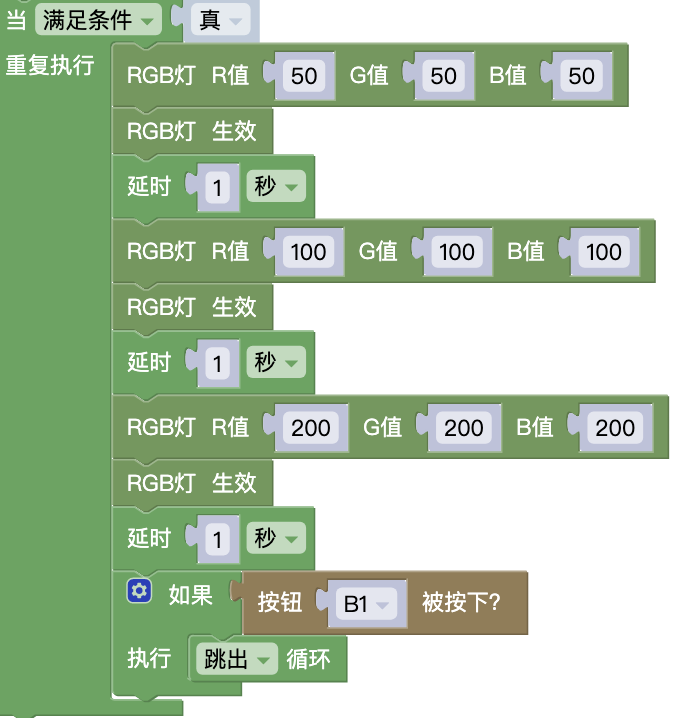 当 满足条件 真
重复执行
RGB灯 R值 50 G值 50 B值 50
RGB灯 生效
延时 1 秒
RGB灯 R值 100 G值 100 B值 100
RGB灯 生效
延时 1 秒
RGB灯 R值 200 G值 200 B值 200
RGB灯 生效
延时 1 秒
如果 按钮 B1 被按下?
执行 跳出 循环